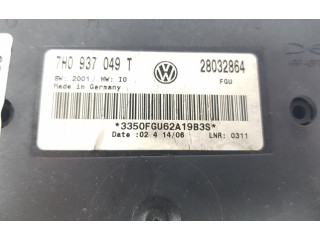 7H0 937 049 T
28032864
SW: 2001/ HW: I0
FGU
Made in Germany
*3350FGU62A19B3S*
Date :02 4 14/06
LNR: 0311